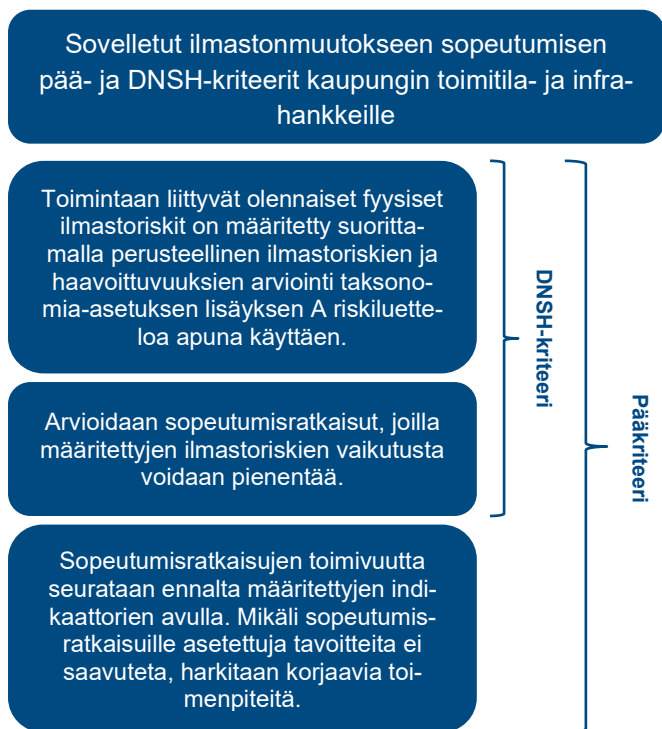 Sovelletut ilmastonmuutokseen sopeutumisen
pää- ja DNSH-kriteerit kaupungin toimitila- ja infra-
hankkeille
Toimintaan liittyvät olennaiset fyysiset
ilmastoriskit on määritetty suoritta-
malla perusteellinen ilmastoriskien ja
haavoittuvuuksien arviointi taksono-
mia-asetuksen lisäyksen A riskiluette-
loa apuna käyttäen.
Arvioidaan sopeutumisratkaisut, joilla
määritettyjen ilmastoriskien vaikutusta
voidaan pienentää.
Sopeutumisratkaisujen toimivuutta
seurataan ennalta määritettyjen indi-
kaattorien avulla. Mikäli sopeutumis-
ratkaisuille asetettuja tavoitteita ei
saavuteta, harkitaan korjaavia toi-
menpiteitä.
DNSH-kriteeri
Pääkriteeri